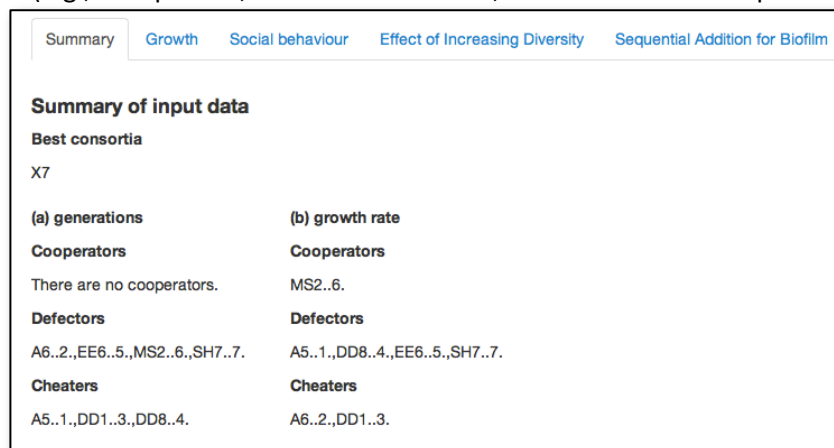 Summary Growth Social behaviour Effect of Increasing Diversity Sequential Addition for Biofilm
Summary of input data
Best consortia
X7
(a) generations (b) growth rate
Cooperators Cooperators
There are no cooperators. MS2..6.
Defectors Defectors
A6..2.,EE6..5.,MS2..6.,SH7..7. A5..1.,DD8..4.,EE6..5.,SH7..7.
Cheaters Cheaters
A5..1.,DD1..3.,DD8..4. A6..2.,DD1..3.